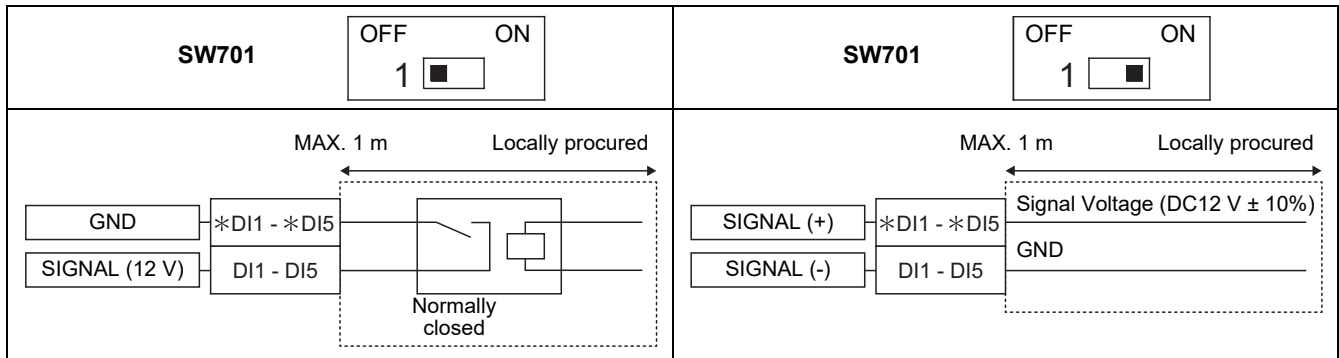 SW701
OFF ON
1
SW701
OFF ON
1
MAX. 1 m Locally procured
GND
*DI1 - *DI5
SIGNAL (12 V)
DI1 - DI5
Normally
closed
MAX. 1 m Locally procured
SIGNAL (+)
*DI1 - *DI5
Signal Voltage (DC12 V ± 10%)
SIGNAL (-)
DI1 - DI5
GND